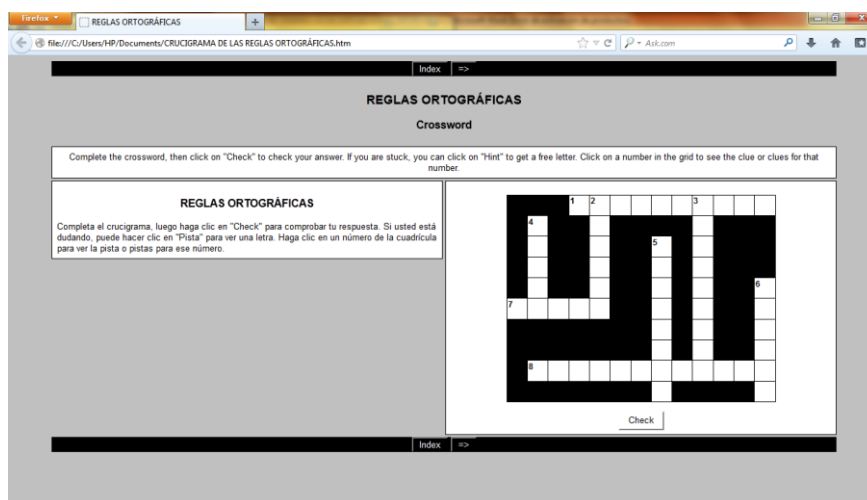 Firefox
REGLAS ORTOGRÁFICAS
+
file:///C:/Users/HP/Documents/CRUCIGRAMA DE LAS REGLAS ORTOGRÁFICAS.htm
Ask.com
Index =>
REGLAS ORTOGRÁFICAS
Crossword
Complete the crossword, then click on "Check" to check your answer. If you are stuck, you can click on "Hint" to get a free letter. Click on a number in the grid to see the clue or clues for that
number.
REGLAS ORTOGRÁFICAS
Completa el crucigrama, luego haga clic en "Check" para comprobar tu respuesta. Si usted está
dudando, puede hacer clic en "Pista" para ver una letra. Haga clic en un número de la cuadrícula
para ver la pista o pistas para ese número.
1 2 3
4
5
6
7
8
Check
Index =>